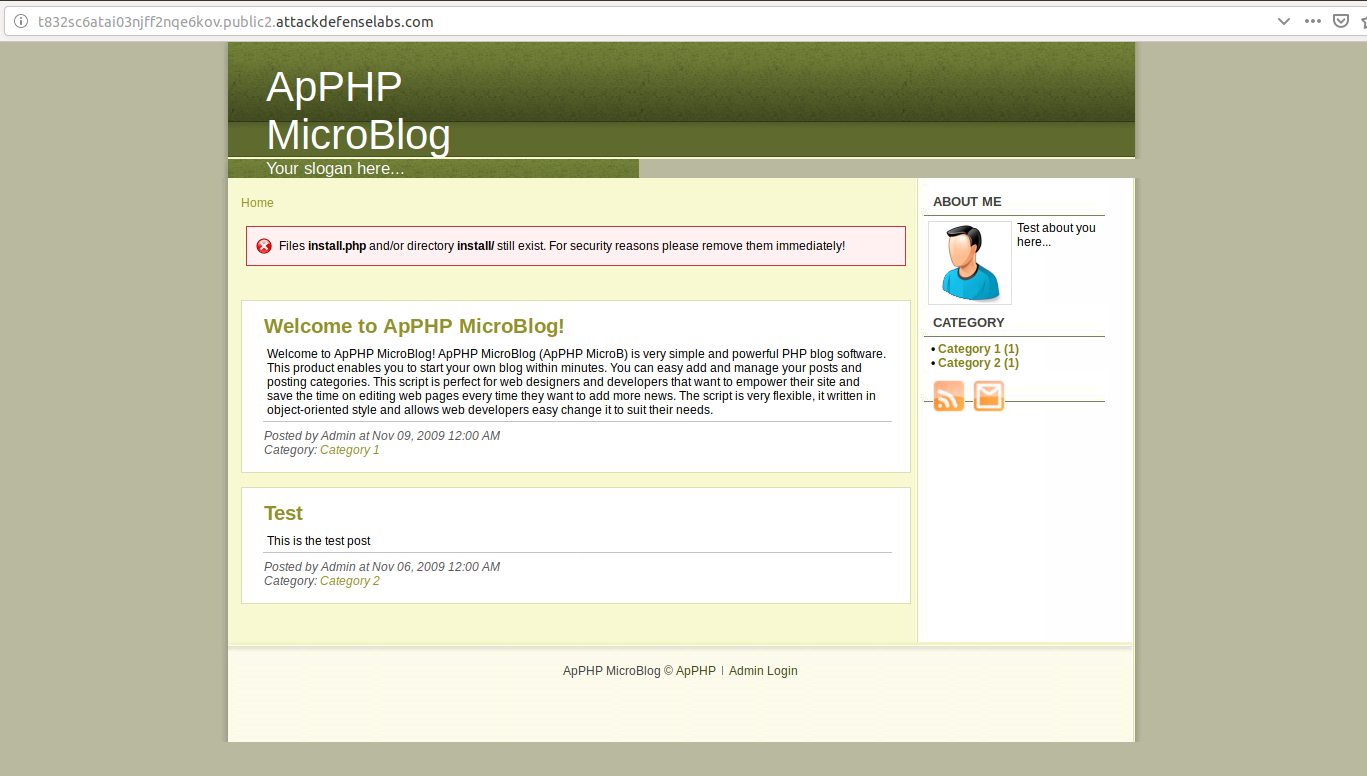 t832sc6atai03njff2nqe6kov.public2.attackdefenselabs.com
ApPHP
MicroBlog
Your slogan here...
Home
Files install.php and/or directory install/ still exist. For security reasons please remove them immediately!
Welcome to ApPHP MicroBlog!
Welcome to ApPHP MicroBlog! ApPHP MicroBlog (ApPHP MicroB) is very simple and powerful PHP blog software.
This product enables you to start your own blog within minutes. You can easy add and manage your posts and
posting categories. This script is perfect for web designers and developers that want to empower their site and
save the time on editing web pages every time they want to add more news. The script is very flexible, it written in
object-oriented style and allows web developers easy change it to suit their needs.
Posted by Admin at Nov 09, 2009 12:00 AM
Category: Category 1
Test
This is the test post
Posted by Admin at Nov 06, 2009 12:00 AM
Category: Category 2
ABOUT ME
Test about you
here...
CATEGORY
• Category 1 (1)
• Category 2 (1)
ApPHP MicroBlog © ApPHP | Admin Login